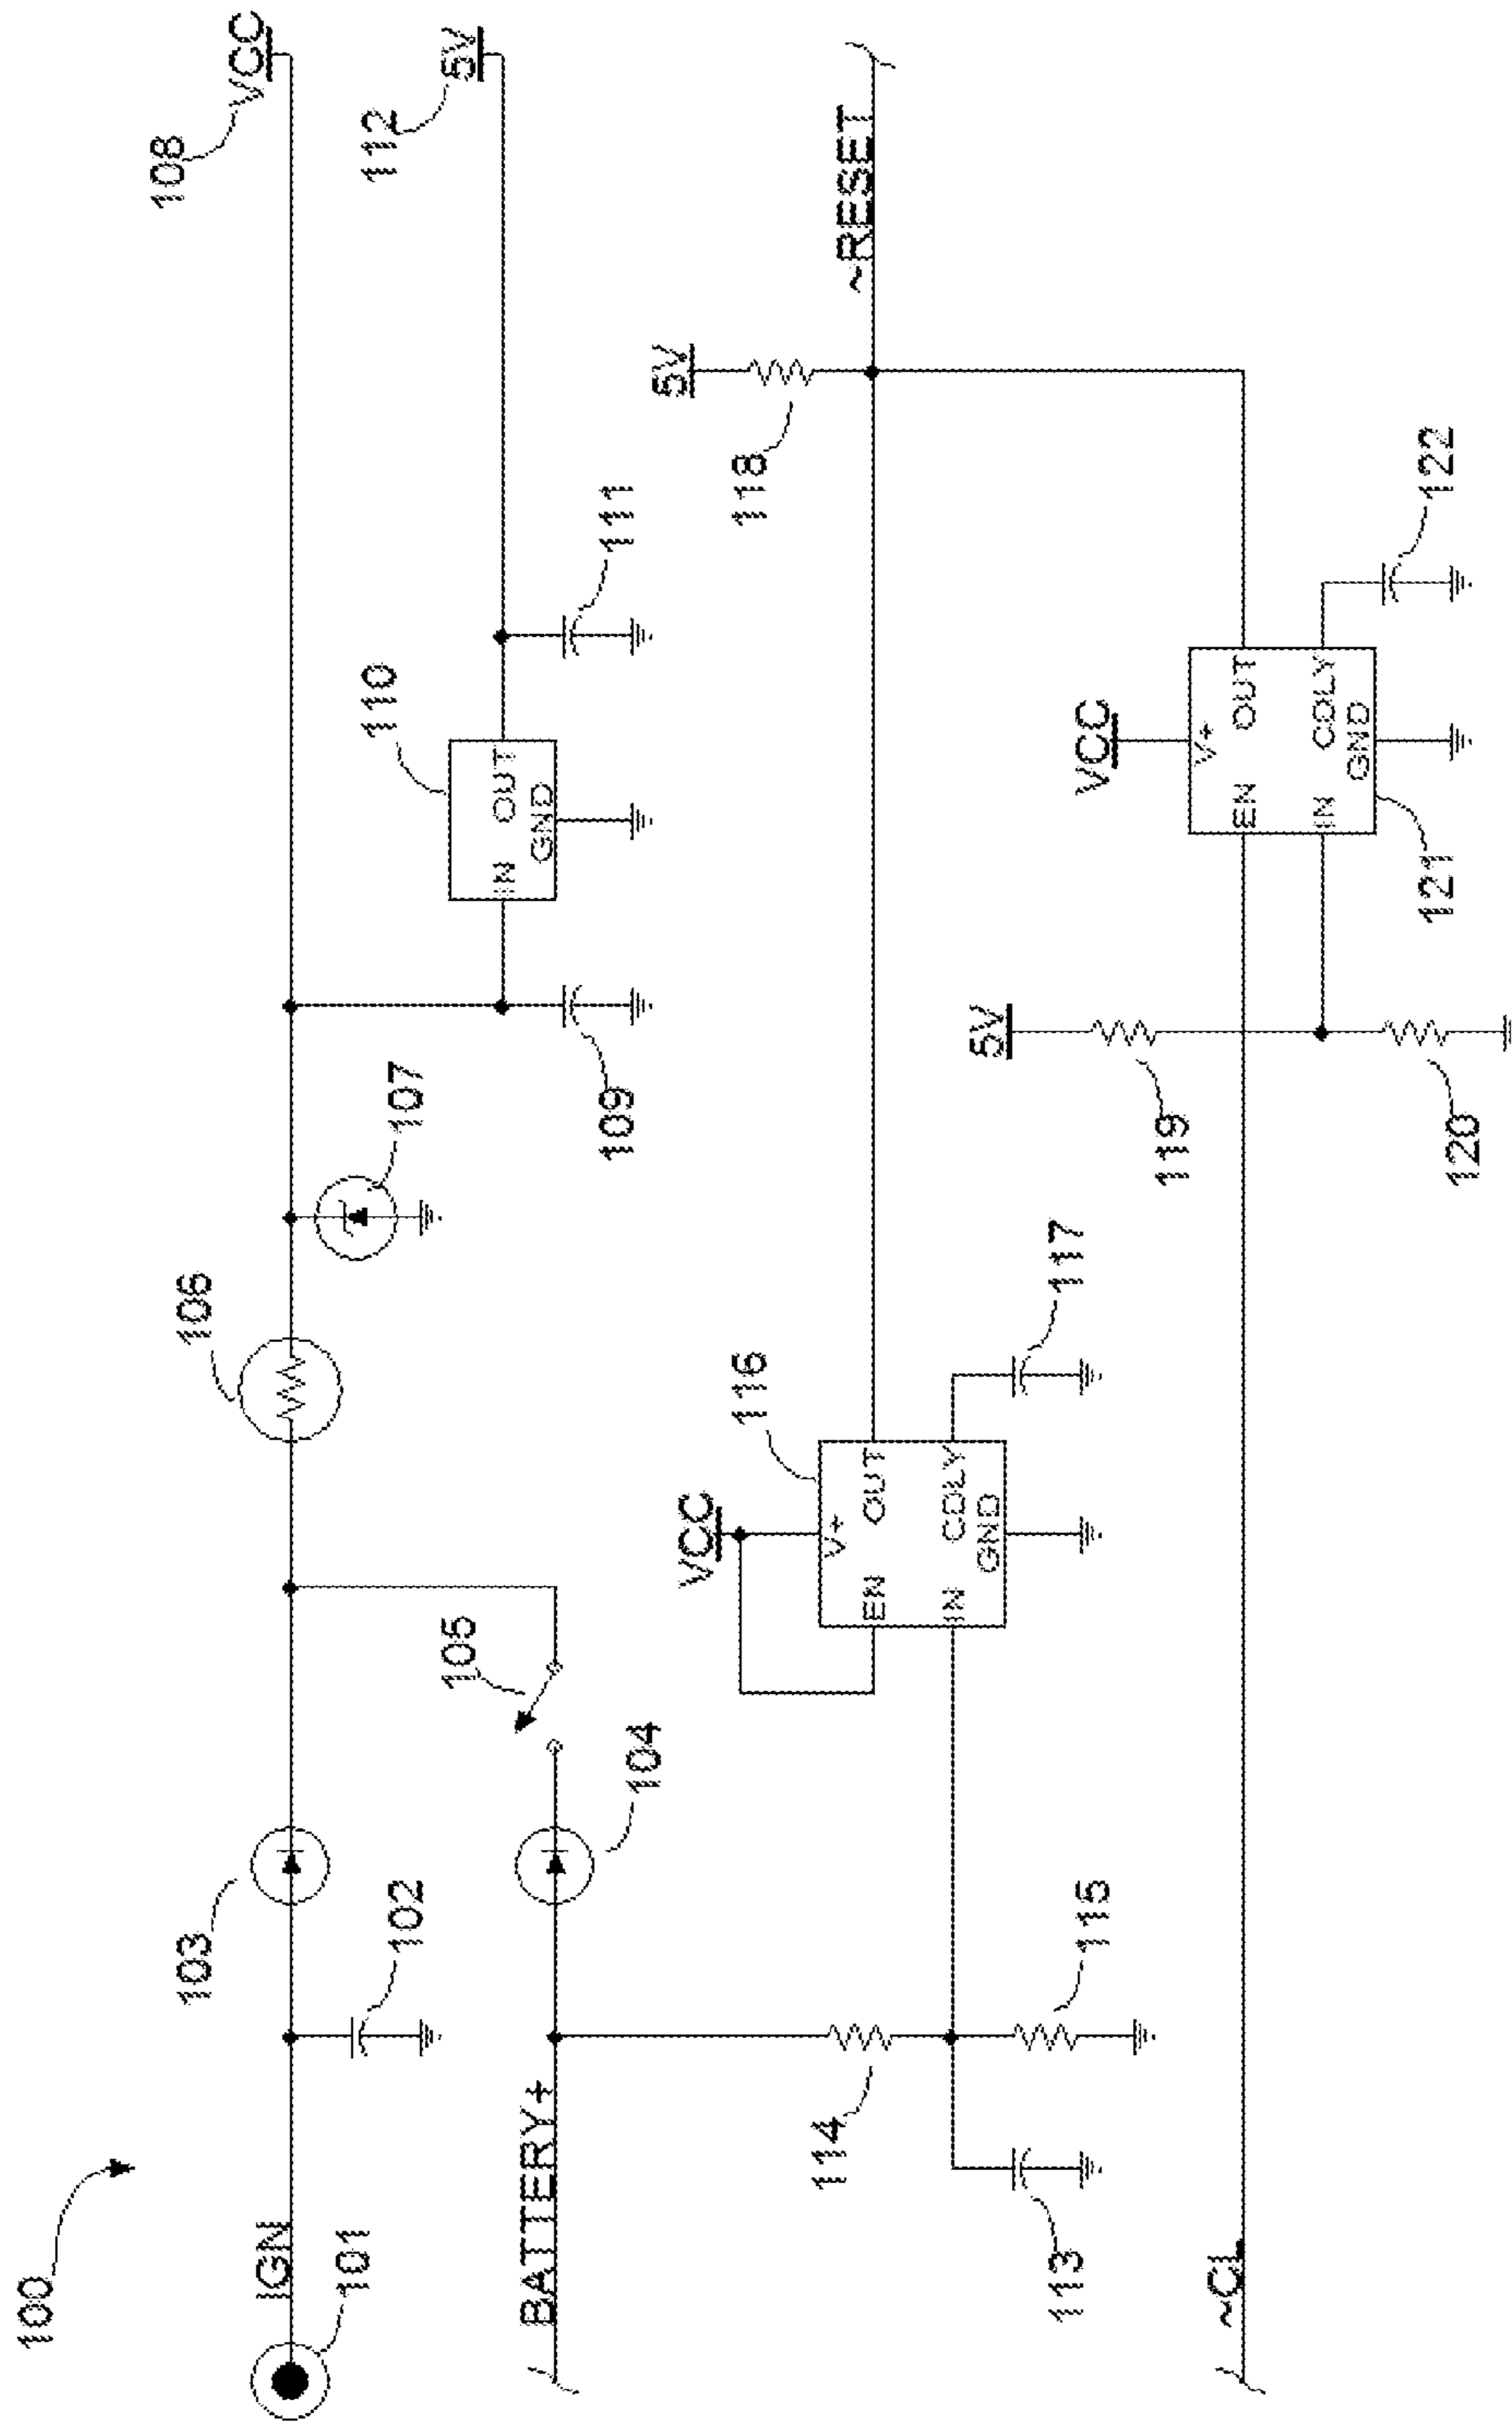 100
IGN
101
103
102
106
107
108
VCC
110
IN OUT
GND
109
111
112
5V
BATTERY+
104
105
114
113
115
VCC
116
V+
EN OUT
IN CDLY
GND
117
5V
118
~RESET
~CL
5V
119
120
VCC
V+
EN OUT
IN CDLY
GND
121
122